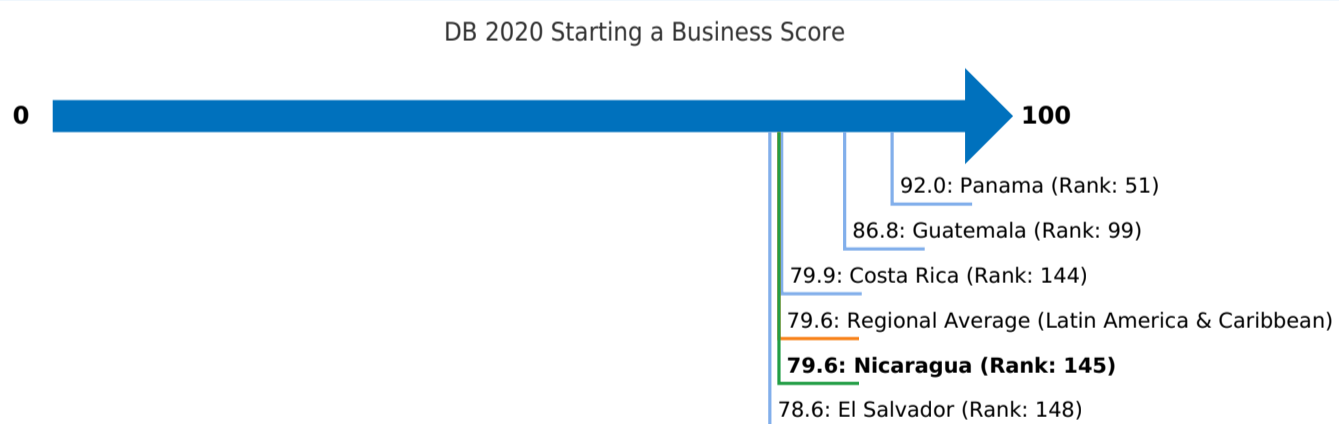 DB 2020 Starting a Business Score
0
100
92.0: Panama (Rank: 51)
86.8: Guatemala (Rank: 99)
79.9: Costa Rica (Rank: 144)
79.6: Regional Average (Latin America & Caribbean)
79.6: Nicaragua (Rank: 145)
78.6: El Salvador (Rank: 148)